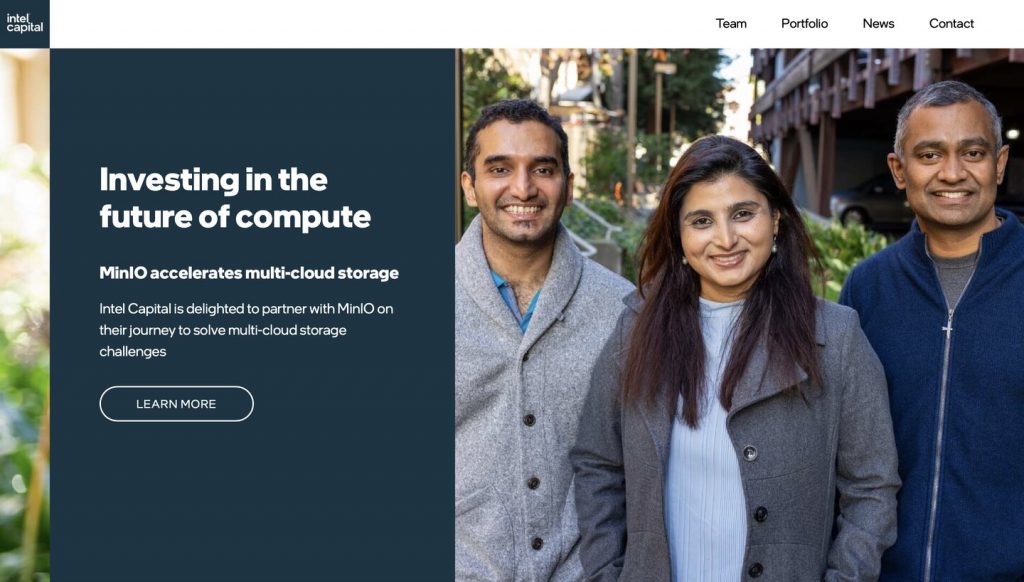 intel
capital
Team Portfolio News Contact
Investing in the
future of compute
MinIO accelerates multi-cloud storage
Intel Capital is delighted to partner with MinIO on
their journey to solve multi-cloud storage
challenges
LEARN MORE